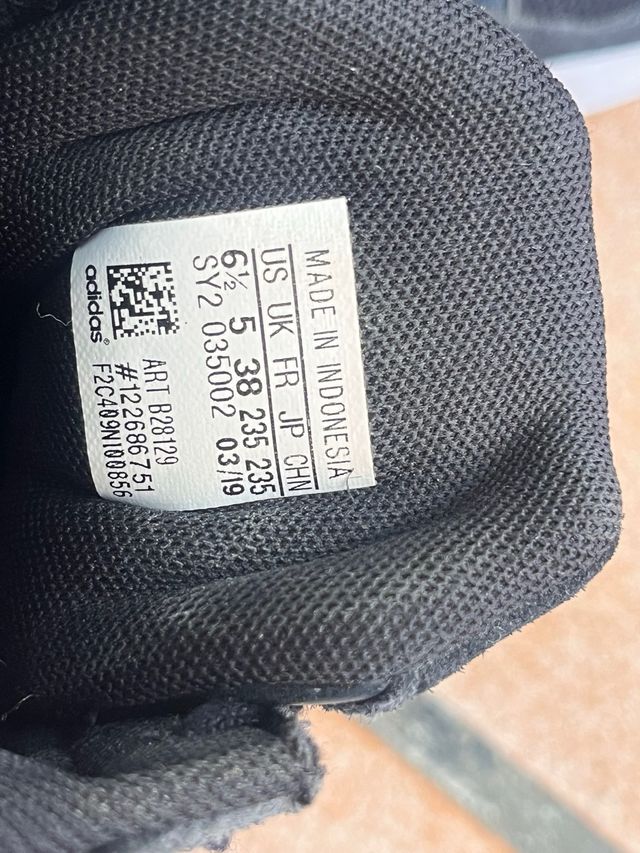 MADE IN INDONESIA
US UK FR JP CHN
6½ 5 38 235 235
SY2 035002 03/19
ART B28129
#122686751
F2C409N100856
adidas®